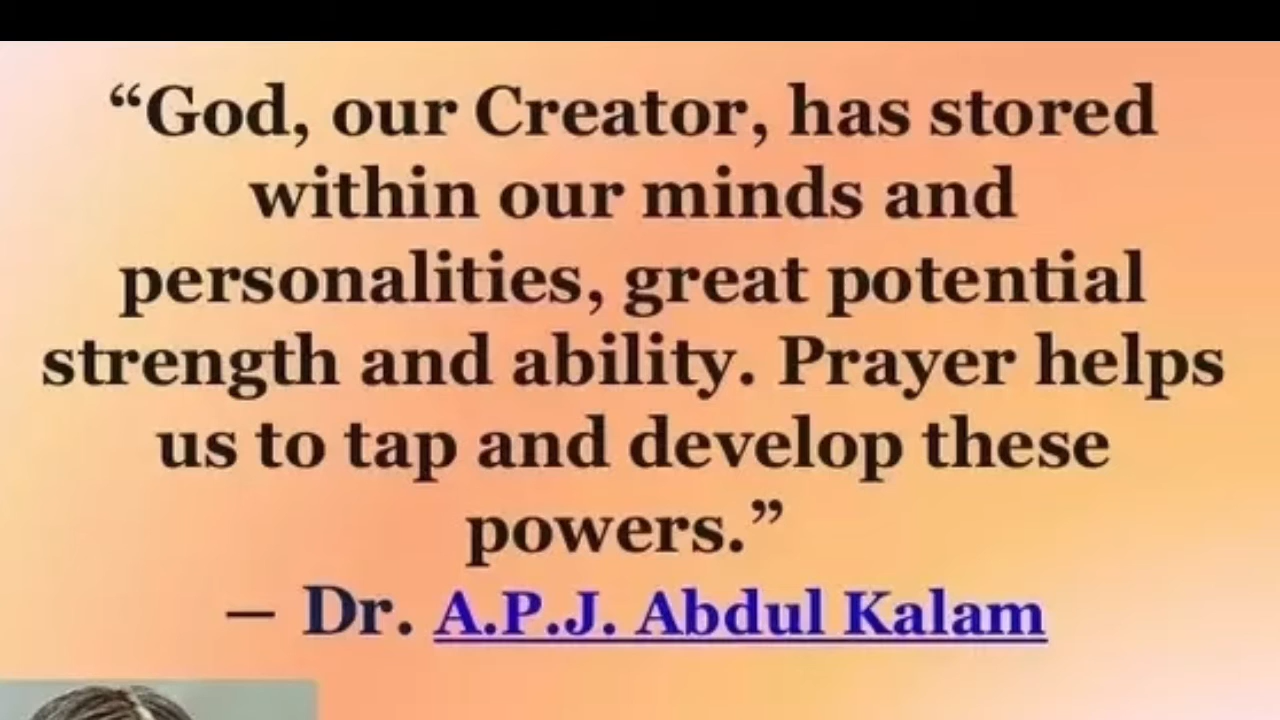 “God, our Creator, has stored
within our minds and
personalities, great potential
strength and ability. Prayer helps
us to tap and develop these
powers.”
– Dr. A.P.J. Abdul Kalam